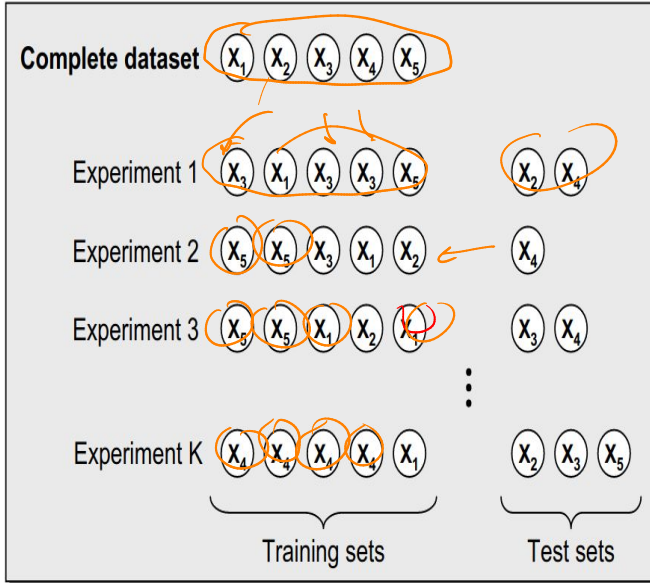 Complete dataset X₁ X₂ X₃ X₄ X₅
Experiment 1 X₃ X₁ X₃ X₃ X₅ X₂ X₄
Experiment 2 X₅ X₅ X₃ X₁ X₂ X₄
Experiment 3 X₅ X₅ X₁ X₂ X₁ X₃ X₄
Experiment K X₄ X₄ X₄ X₄ X₁ X₂ X₃ X₅
Training sets Test sets